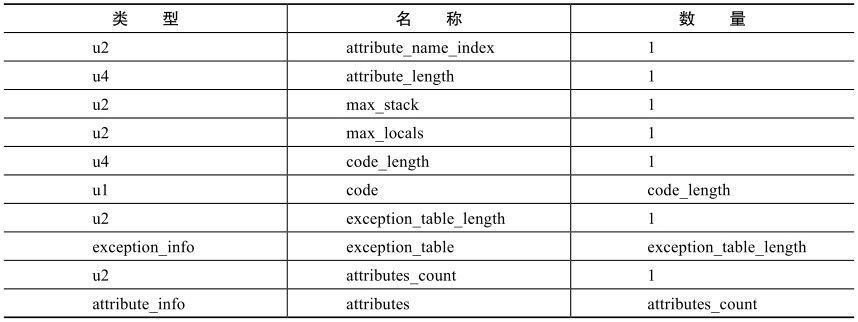 类 型 名 称 数 量
u2 attribute_name_index 1
u4 attribute_length 1
u2 max_stack 1
u2 max_locals 1
u4 code_length 1
u1 code code_length
u2 exception_table_length 1
exception_info exception_table exception_table_length
u2 attributes_count 1
attribute_info attributes attributes_count